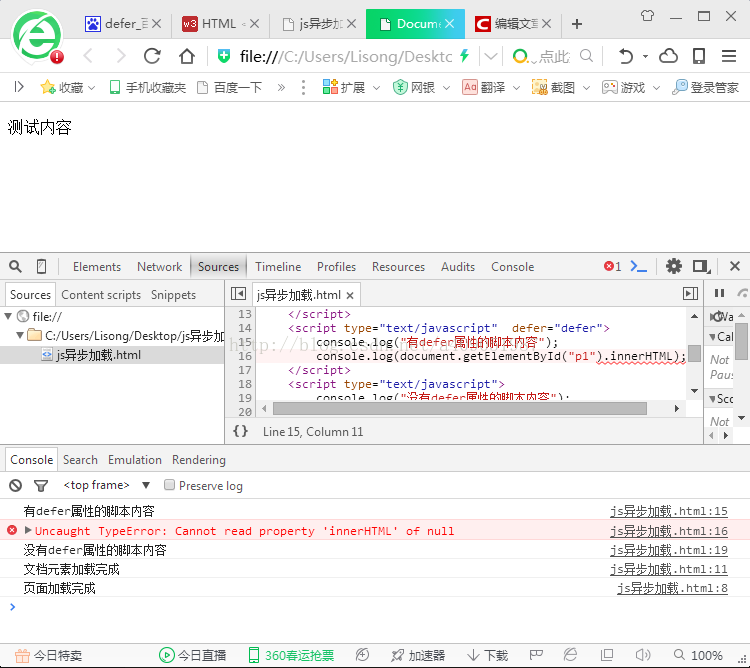 defer_百
HTML <
js异步加
Docume
编辑文章
file:///C:/Users/Lisong/Desktc
点此
收藏 手机收藏夹 百度一下 » 扩展 网银 翻译 截图 游戏 登录管家
测试内容
Elements Network Sources Timeline Profiles Resources Audits Console 1
Sources Content scripts Snippets
js异步加载.html
file://
C:/Users/Lisong/Desktop/js异步加
js异步加载.html
13 </script>
14 <script type="text/javascript" defer="defer">
15 console.log("有defer属性的脚本内容");
16 console.log(document.getElementById("p1").innerHTML);
17 </script>
18 <script type="text/javascript">
19 console.log("没有defer属性的脚本内容");
20
Wa
Cal
Not
Paus
Sco
Not
{} Line 15, Column 11
Console Search Emulation Rendering
<top frame> Preserve log
有defer属性的脚本内容 js异步加载.html:15
Uncaught TypeError: Cannot read property 'innerHTML' of null js异步加载.html:16
没有defer属性的脚本内容 js异步加载.html:19
文档元素加载完成 js异步加载.html:11
页面加载完成 js异步加载.html:8
今日特卖 今日直播 360春运抢票 加速器 下载 100%